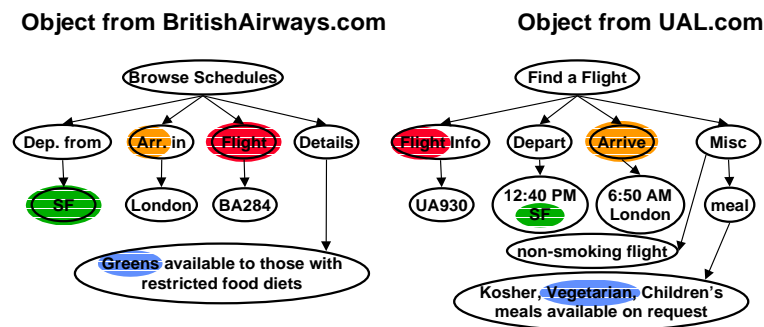 Object from BritishAirways.com
Object from UAL.com
Browse Schedules
Find a Flight
Dep. from
Arr. in
Flight
Details
Flight Info
Depart
Arrive
Misc
SF
London
BA284
UA930
12:40 PM
SF
6:50 AM
London
meal
non-smoking flight
Greens available to those with
restricted food diets
Kosher, Vegetarian, Children's
meals available on request